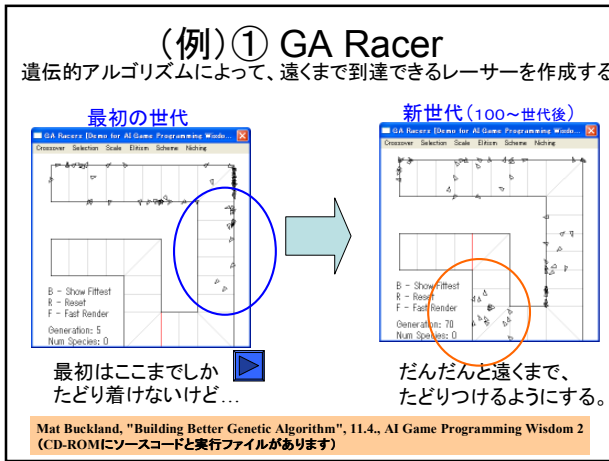 (例)① GA Racer
遺伝的アルゴリズムによって、遠くまで到達できるレーサーを作成する
最初の世代
新世代(100～世代後)
GA Racers [Demo for AI Game Programming Wisdo...
Crossover Selection Scale Elitism Scheme Niching
B - Show Fittest
R - Reset
F - Fast Render
Generation: 5
Num Species: 0
GA Racers [Demo for AI Game Programming Wisdo...
Crossover Selection Scale Elitism Scheme Niching
B - Show Fittest
R - Reset
F - Fast Render
Generation: 70
Num Species: 0
最初はここまでしか
たどり着けないけど…
だんだんと遠くまで、
たどりつけるようにする。
Mat Buckland, "Building Better Genetic Algorithm", 11.4., AI Game Programming Wisdom 2
(CD-ROMにソースコードと実行ファイルがあります)